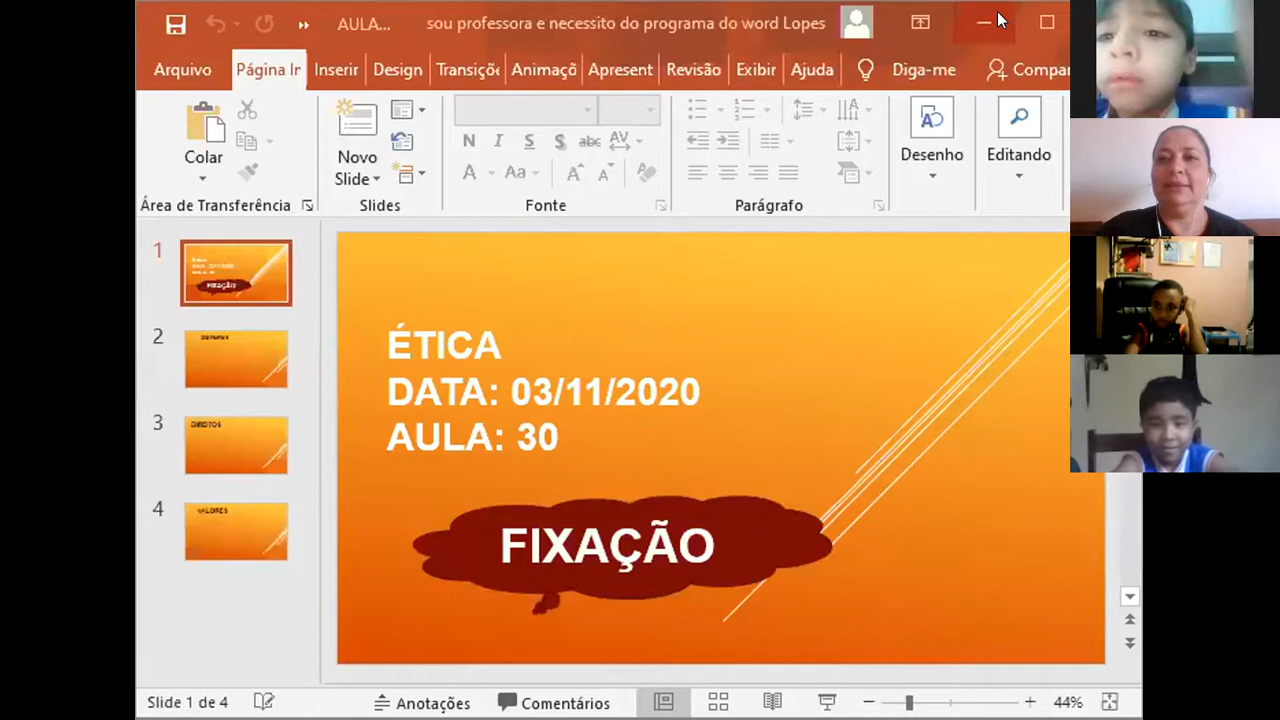 AULA...
sou professora e necessito do programa do word Lopes
Arquivo
Página In
Inserir
Design
Transiçõe
Animaçõ
Apresent
Revisão
Exibir
Ajuda
Diga-me
Compar
Colar
Novo
Slide
N I S S abc AV
A Aa A A
Desenho
Editando
Área de Transferência
Slides
Fonte
Parágrafo
1
FIXAÇÃO
2
3
DIREITOS
4
VALORES
ÉTICA
DATA: 03/11/2020
AULA: 30
FIXAÇÃO
Slide 1 de 4
Anotações
Comentários
44%